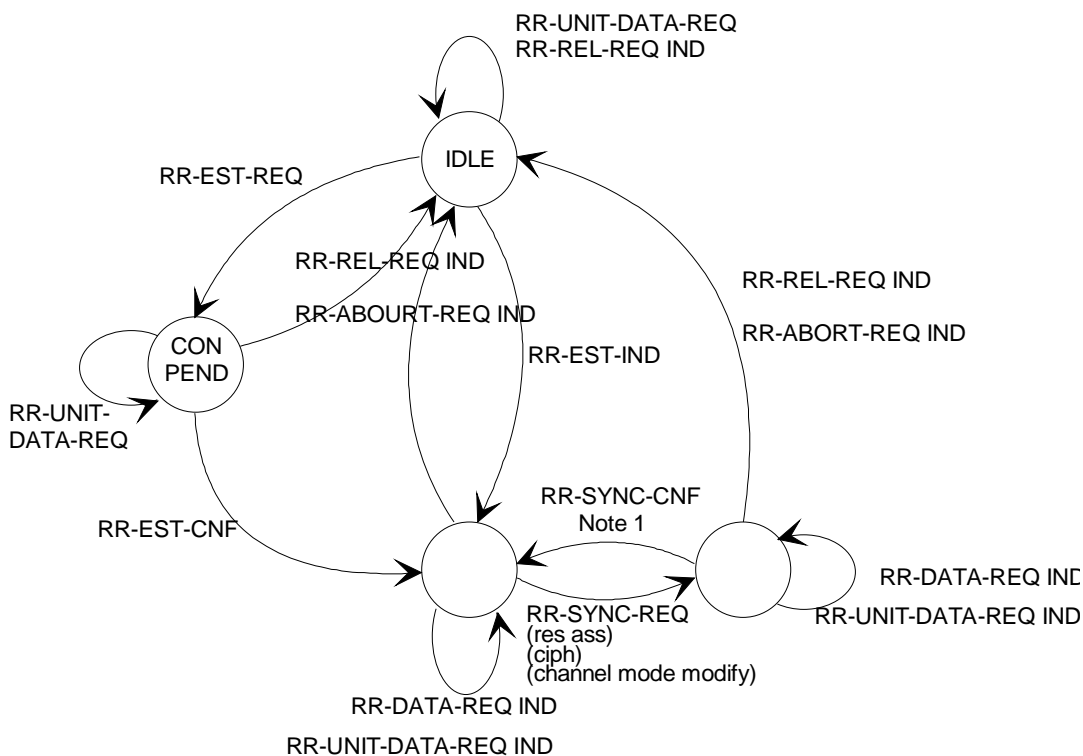 RR-UNIT-DATA-REQ
RR-REL-REQ IND
IDLE
RR-EST-REQ
RR-REL-REQ IND
RR-ABOURT-REQ IND
RR-REL-REQ IND
RR-ABORT-REQ IND
CON
PEND
RR-EST-IND
RR-UNIT-
DATA-REQ
RR-EST-CNF
RR-SYNC-CNF
Note 1
RR-DATA-REQ IND
RR-UNIT-DATA-REQ IND
RR-SYNC-REQ
(res ass)
(ciph)
(channel mode modify)
RR-DATA-REQ IND
RR-UNIT-DATA-REQ IND